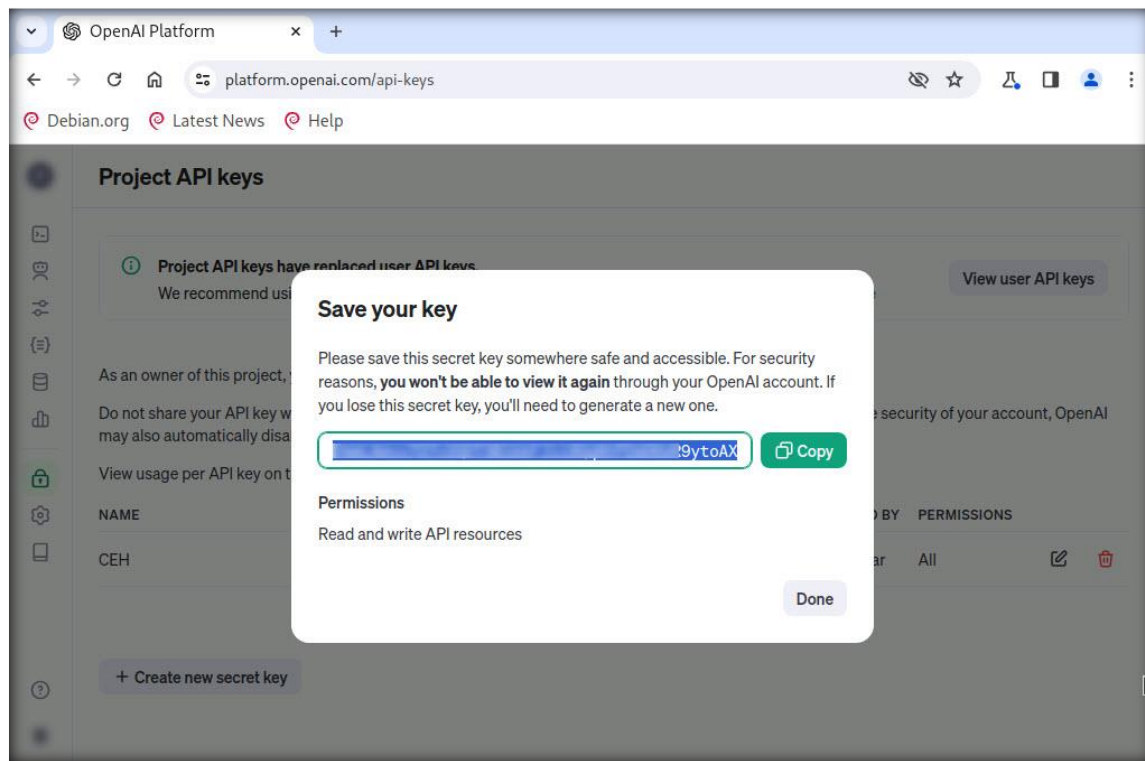 OpenAI Platform
platform.openai.com/api-keys
Debian.org Latest News Help
Project API keys
Project API keys have replaced user API keys.
We recommend usi
View user API keys
Save your key
Please save this secret key somewhere safe and accessible. For security
reasons, you won't be able to view it again through your OpenAI account. If
you lose this secret key, you'll need to generate a new one.
As an owner of this project,
Do not share your API key w
e security of your account, OpenAI
may also automatically disa
9ytoAX
Copy
View usage per API key on t
Permissions
Read and write API resources
NAME
D BY PERMISSIONS
CEH
ar All
Done
+ Create new secret key